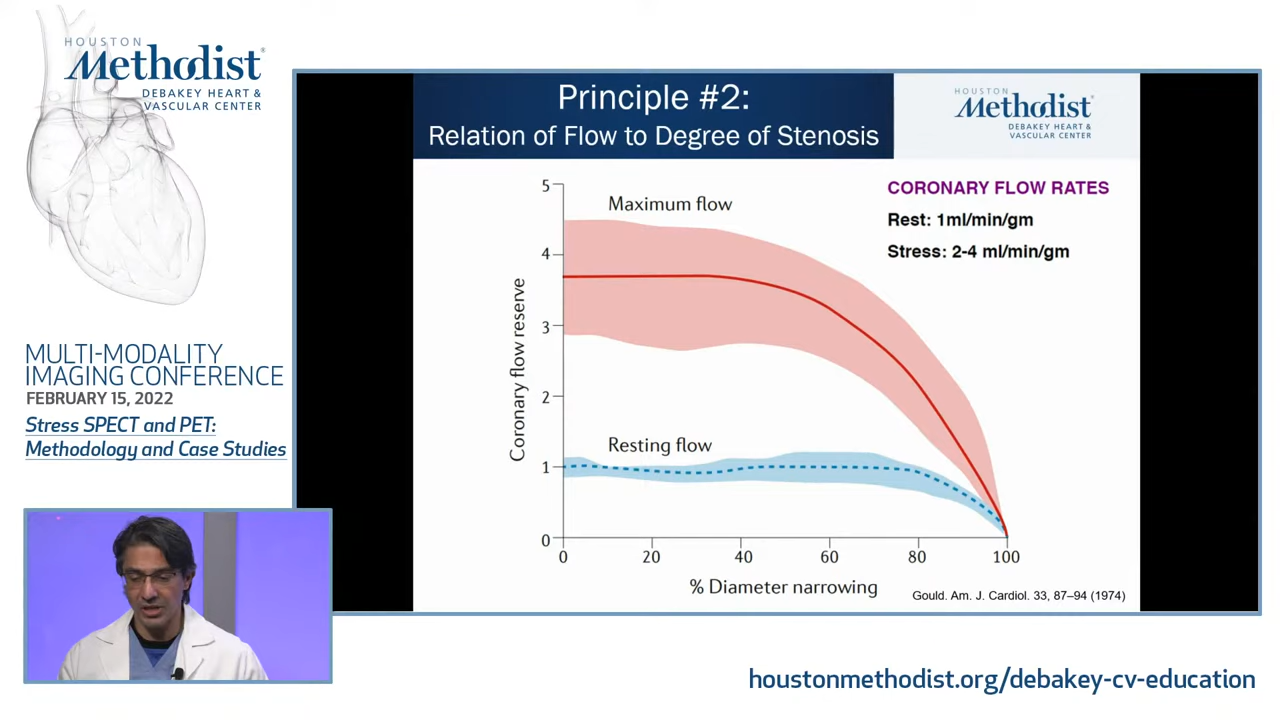 HOUSTON
Methodist®
DEBAKEY HEART &
VASCULAR CENTER
MULTI-MODALITY
IMAGING CONFERENCE
FEBRUARY 15, 2022
Stress SPECT and PET:
Methodology and Case Studies
Principle #2:
Relation of Flow to Degree of Stenosis
HOUSTON
Methodist®
DEBAKEY HEART &
VASCULAR CENTER
CORONARY FLOW RATES
Rest: 1ml/min/gm
Stress: 2-4 ml/min/gm
Coronary flow reserve
5
4
3
2
1
0
Maximum flow
Resting flow
0 20 40 60 80 100
% Diameter narrowing
Gould. Am. J. Cardiol. 33, 87–94 (1974)
houstonmethodist.org/debakey-cv-education